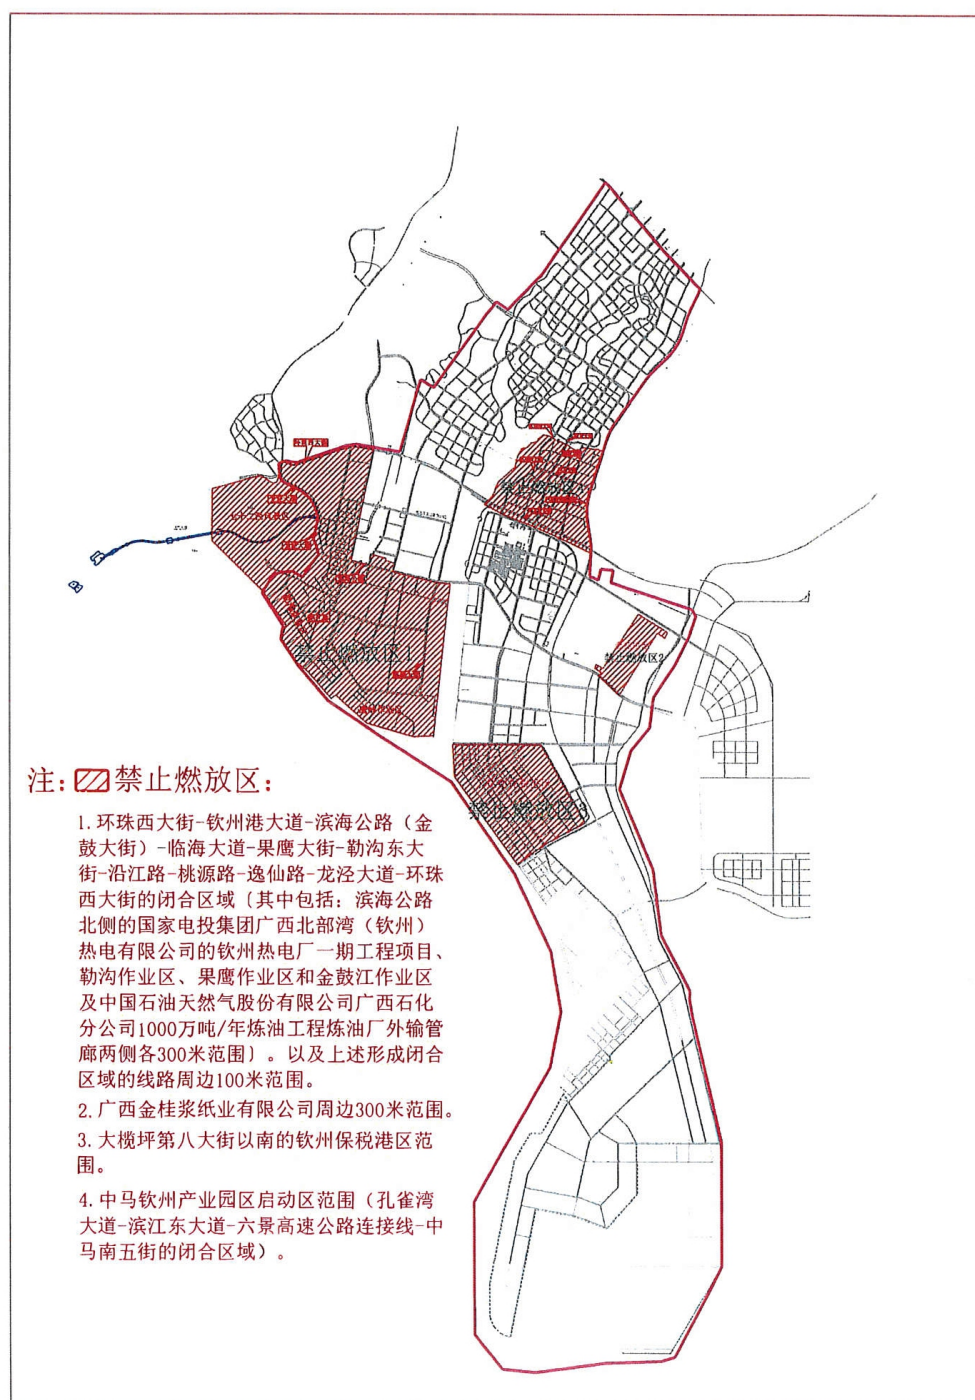 禁止燃放区1
禁止燃放区2
禁止燃放区3
注:禁止燃放区:
1.环珠西大街-钦州港大道-滨海公路（金
鼓大街）-临海大道-果鹰大街-勒沟东大
街-沿江路-桃源路-逸仙路-龙泾大道-环珠
西大街的闭合区域〔其中包括：滨海公路
北侧的国家电投集团广西北部湾（钦州）
热电有限公司的钦州热电厂一期工程项目、
勒沟作业区、果鹰作业区和金鼓江作业区
及中国石油天然气股份有限公司广西石化
分公司1000万吨/年炼油工程炼油厂外输管
廊两侧各300米范围〕。以及上述形成闭合
区域的线路周边100米范围。
2.广西金桂浆纸业有限公司周边300米范围。
3.大榄坪第八大街以南的钦州保税港区范
围。
4.中马钦州产业园区启动区范围（孔雀湾
大道-滨江东大道-六景高速公路连接线-中
马南五街的闭合区域）。